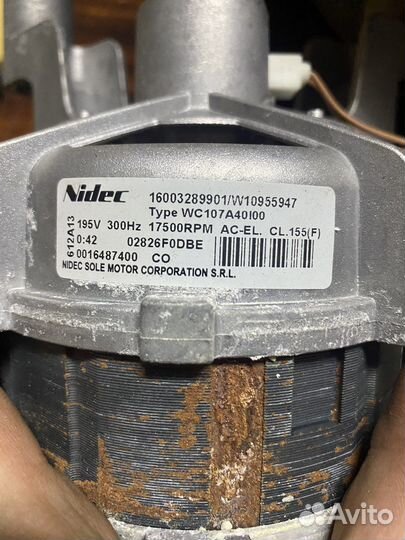 Nidec 16003289901/W10955947
Type WC107A40I00
612A13
195V 300Hz 17500RPM AC-EL. CL.155(F)
0:42 02826F0DBE
0016487400 CO
NIDEC SOLE MOTOR CORPORATION S.R.L.
Avito